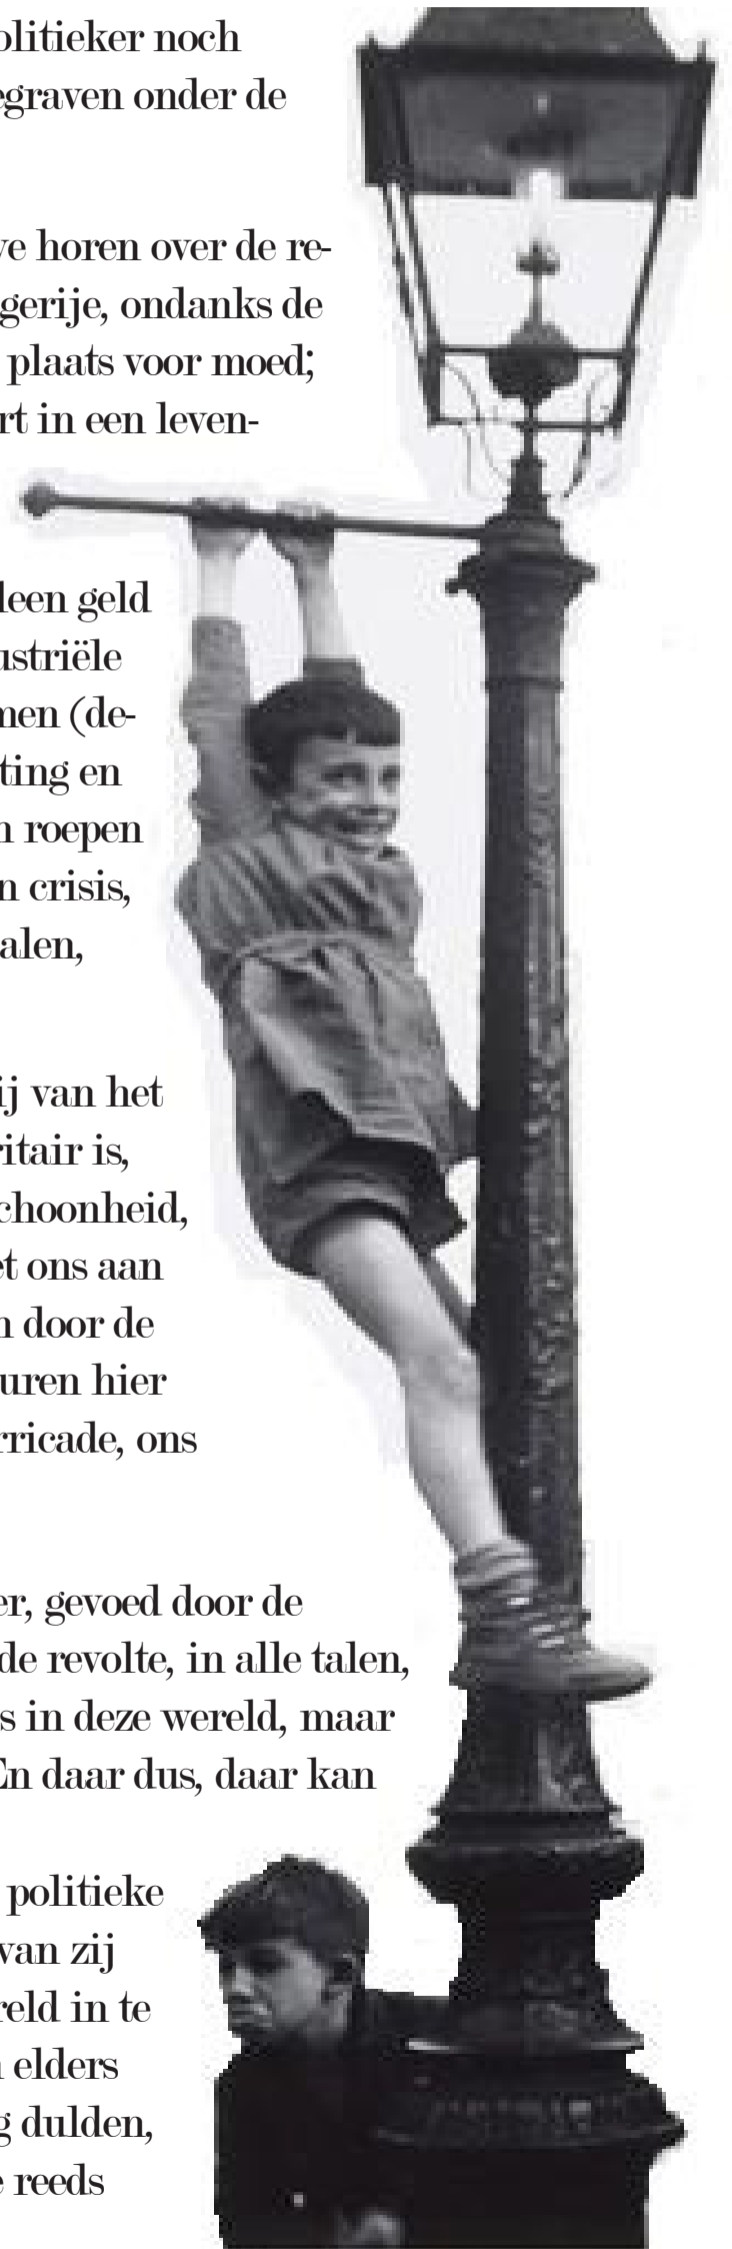 olitieker noch
egraven onder de
ve horen over de re-
gerije, ondanks de
plaats voor moed;
rt in een leven-
leen geld
ustriële
men (de-
ting en
n roepen
n crisis,
alen,
ij van het
ritair is,
choonheid,
et ons aan
n door de
uren hier
rricade, ons
er, gevoed door de
de revolte, in alle talen,
s in deze wereld, maar
En daar dus, daar kan
politieke
van zij
reld in te
n elders
g dulden,
e reeds